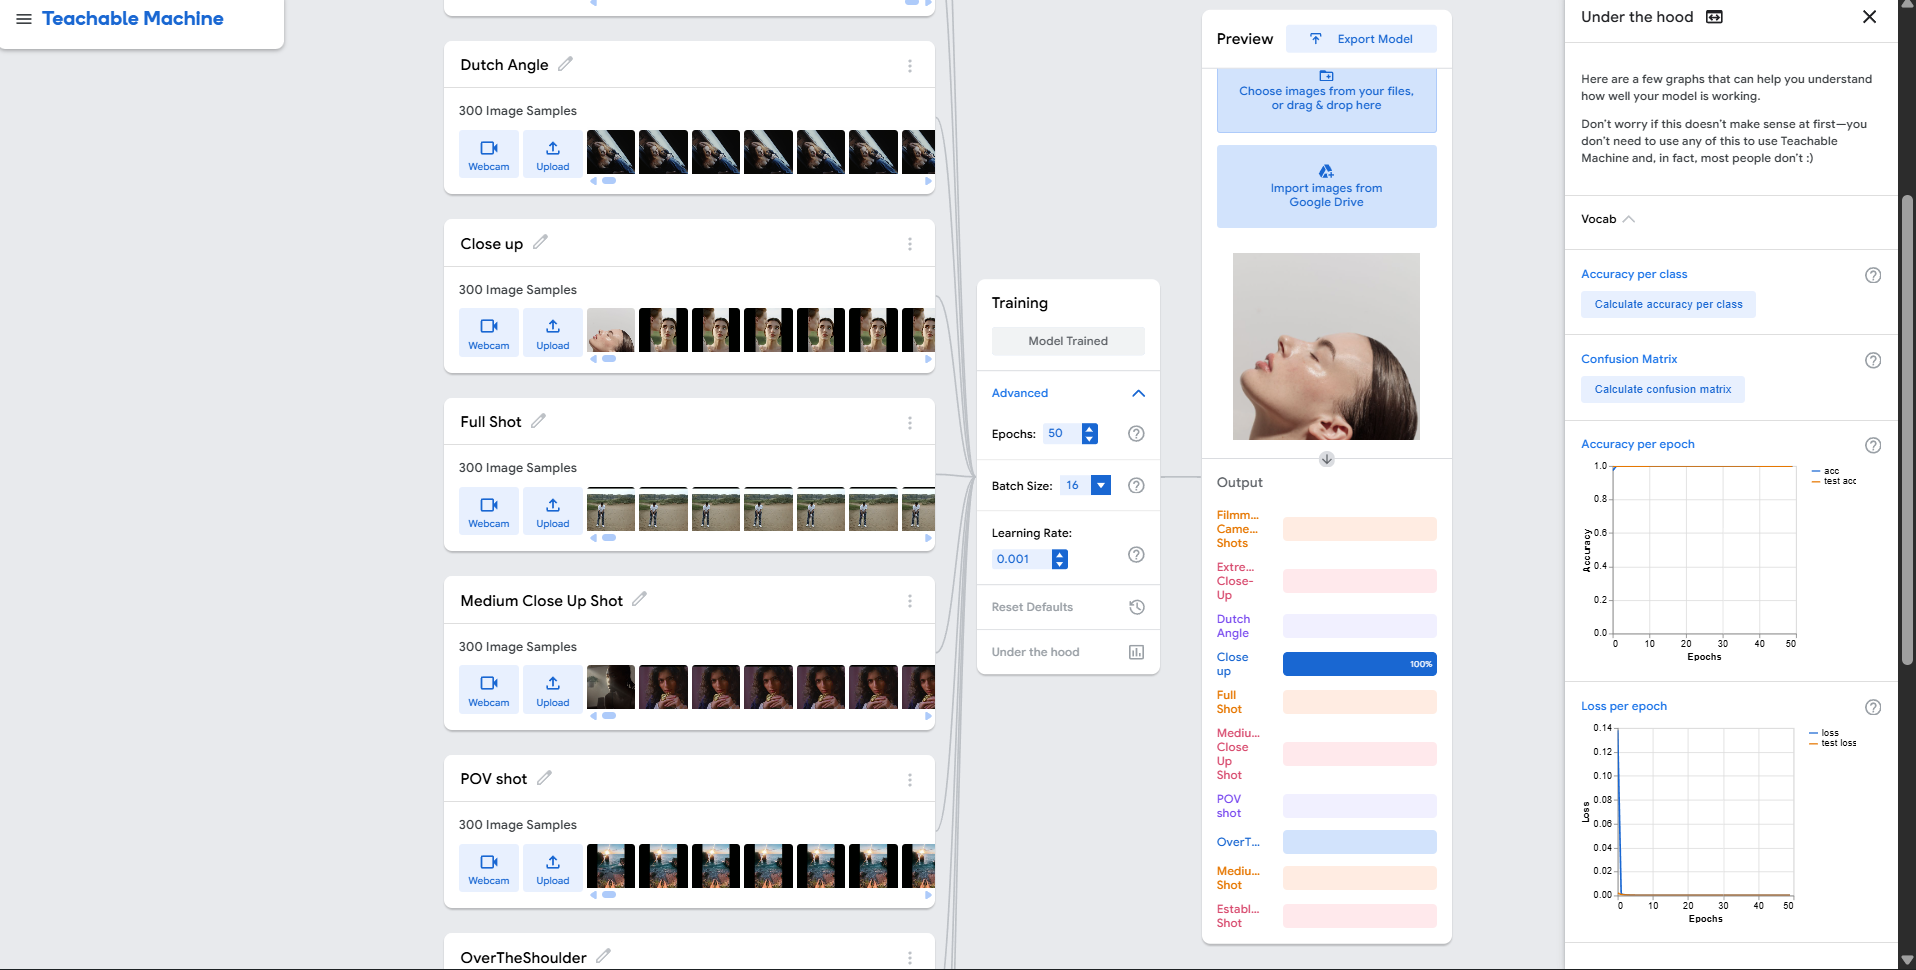 Teachable Machine
Dutch Angle
300 Image Samples
Webcam
Upload
Close up
300 Image Samples
Webcam
Upload
Full Shot
300 Image Samples
Webcam
Upload
Medium Close Up Shot
300 Image Samples
Webcam
Upload
POV shot
300 Image Samples
Webcam
Upload
OverTheShoulder
Training
Model Trained
Advanced
Epochs: 50
Batch Size: 16
Learning Rate:
0.001
Reset Defaults
Under the hood
Preview
Export Model
Choose images from your files,
or drag & drop here
Import images from
Google Drive
Output
Filmm...
Came...
Shots
Extre...
Close-
Up
Dutch
Angle
Close
up
100%
Full
Shot
Mediu...
Close
Up
Shot
POV
shot
OverT...
Mediu...
Shot
Establ...
Shot
Under the hood
Here are a few graphs that can help you understand
how well your model is working.
Don't worry if this doesn't make sense at first—you
don't need to use any of this to use Teachable
Machine and, in fact, most people don't :)
Vocab
Accuracy per class
Calculate accuracy per class
Confusion Matrix
Calculate confusion matrix
Accuracy per epoch
1.0
0.8
0.6
0.4
0.2
0.0
Accuracy
0 10 20 30 40 50
Epochs
acc
test acc
Loss per epoch
0.14
0.12
0.10
0.08
0.06
0.04
0.02
0.00
Loss
0 10 20 30 40 50
Epochs
loss
test loss